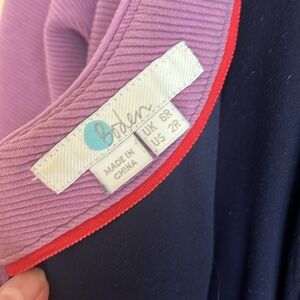 Boden
MADE IN
CHINA
UK 6R
US 2R